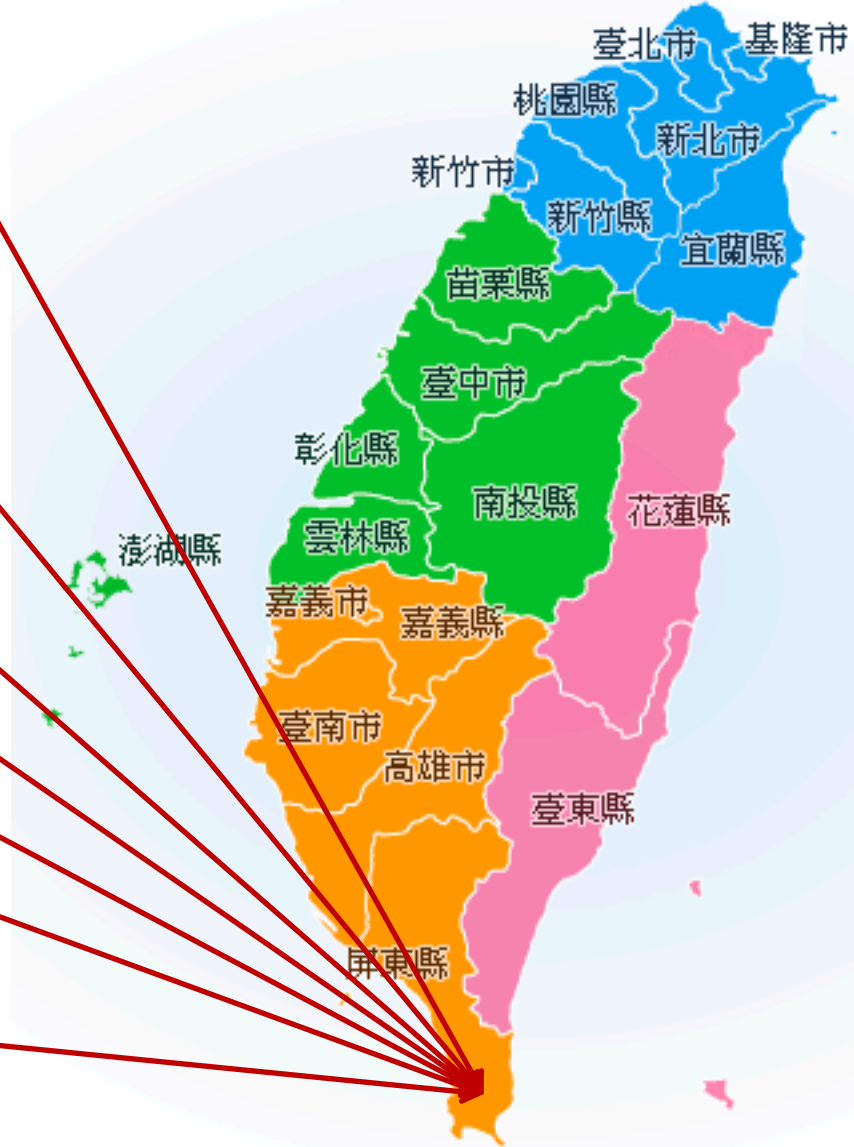 臺北市
基隆市
桃園縣
新北市
新竹市
新竹縣
宜蘭縣
苗栗縣
臺中市
彰化縣
南投縣
花蓮縣
雲林縣
澎湖縣
嘉義市
嘉義縣
臺南市
高雄市
臺東縣
屏東縣